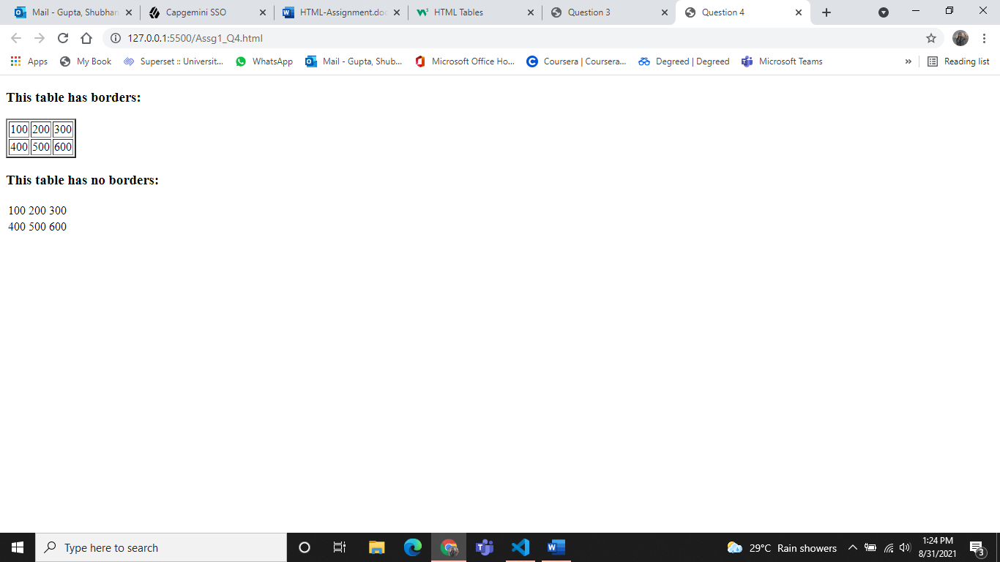 Mail - Gupta, Shubhan
Capgemini SSO
HTML-Assignment.doc
HTML Tables
Question 3
Question 4
127.0.0.1:5500/Assg1_Q4.html
Apps
My Book
Superset :: Universit...
WhatsApp
Mail - Gupta, Shub...
Microsoft Office Ho...
Coursera | Coursera...
Degreed | Degreed
Microsoft Teams
»
Reading list
This table has borders:
100 200 300
400 500 600
This table has no borders:
100 200 300
400 500 600
Type here to search
29°C Rain showers
1:24 PM
8/31/2021
3